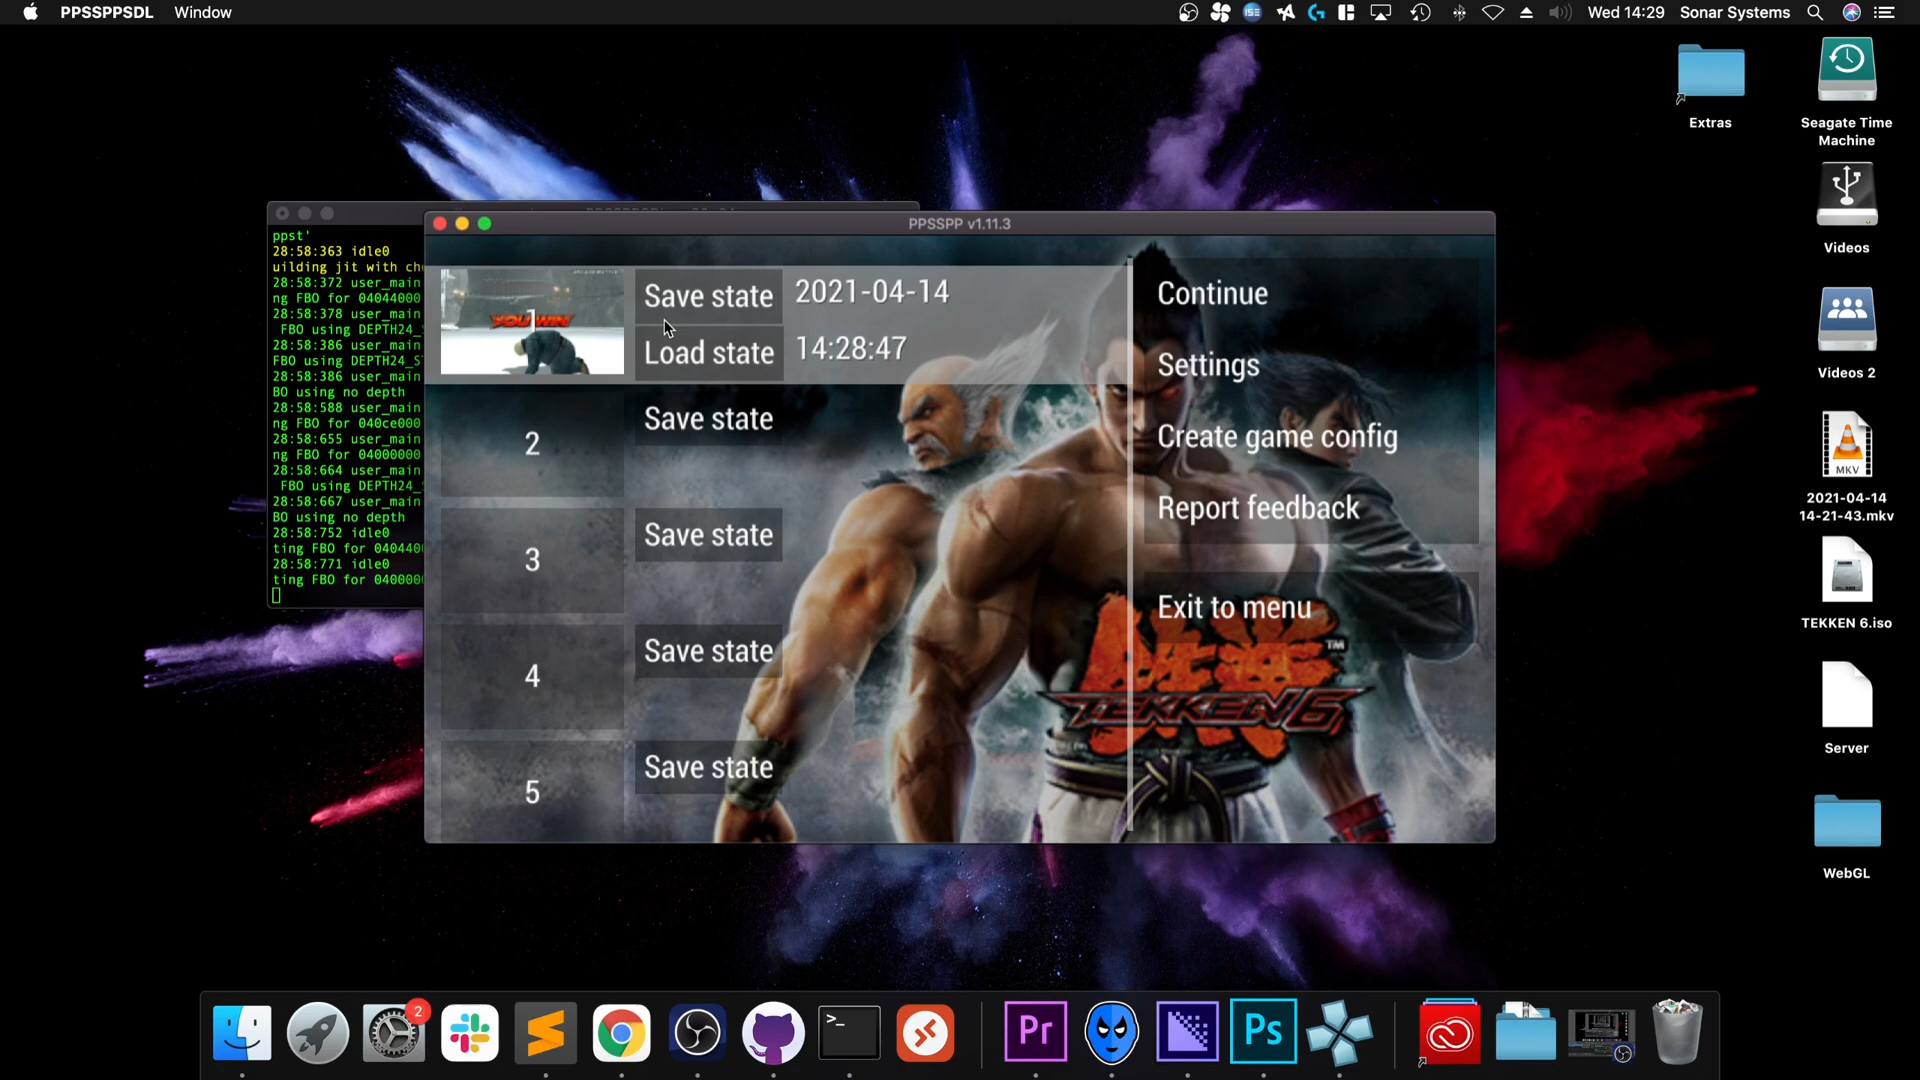 PPSSPPSDL Window
Wed 14:29 Sonar Systems
Extras
Seagate Time
Machine
Videos
Videos 2
MKV
2021-04-14
14-21-43.mkv
TEKKEN 6.iso
Server
WebGL
ppst'
28:58:363 idle0
uilding jit with ch
28:58:372 user_main
ng FBO for 04044000
28:58:378 user_main
FBO using DEPTH24_
28:58:386 user_main
FBO using DEPTH24_S
28:58:386 user_main
BO using no depth
28:58:588 user_main
ng FBO for 040ce000
28:58:655 user_main
ng FBO for 04000000
28:58:664 user_main
FBO using DEPTH24_
28:58:667 user_main
BO using no depth
28:58:752 idle0
ting FBO for 040440
28:58:771 idle0
ting FBO for 040000
PPSSPP v1.11.3
1
YOU WIN
Save state 2021-04-14
Load state 14:28:47
2 Save state
3 Save state
4 Save state
5 Save state
Continue
Settings
Create game config
Report feedback
Exit to menu
鉄拳
TM
TEKKEN 6
2
Pr
Ps